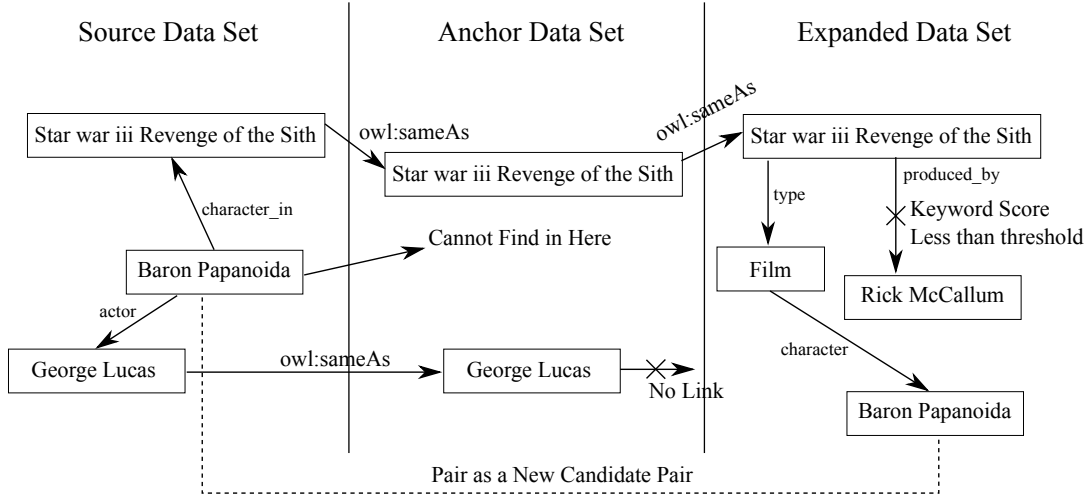 Source Data Set
Anchor Data Set
Expanded Data Set
Star war iii Revenge of the Sith
owl:sameAs
Star war iii Revenge of the Sith
owl:sameAs
Star war iii Revenge of the Sith
character_in
Cannot Find in Here
type
produced_by
Keyword Score
Less than threshold
Baron Papanoida
Film
Rick McCallum
actor
George Lucas
owl:sameAs
George Lucas
No Link
character
Baron Papanoida
Pair as a New Candidate Pair